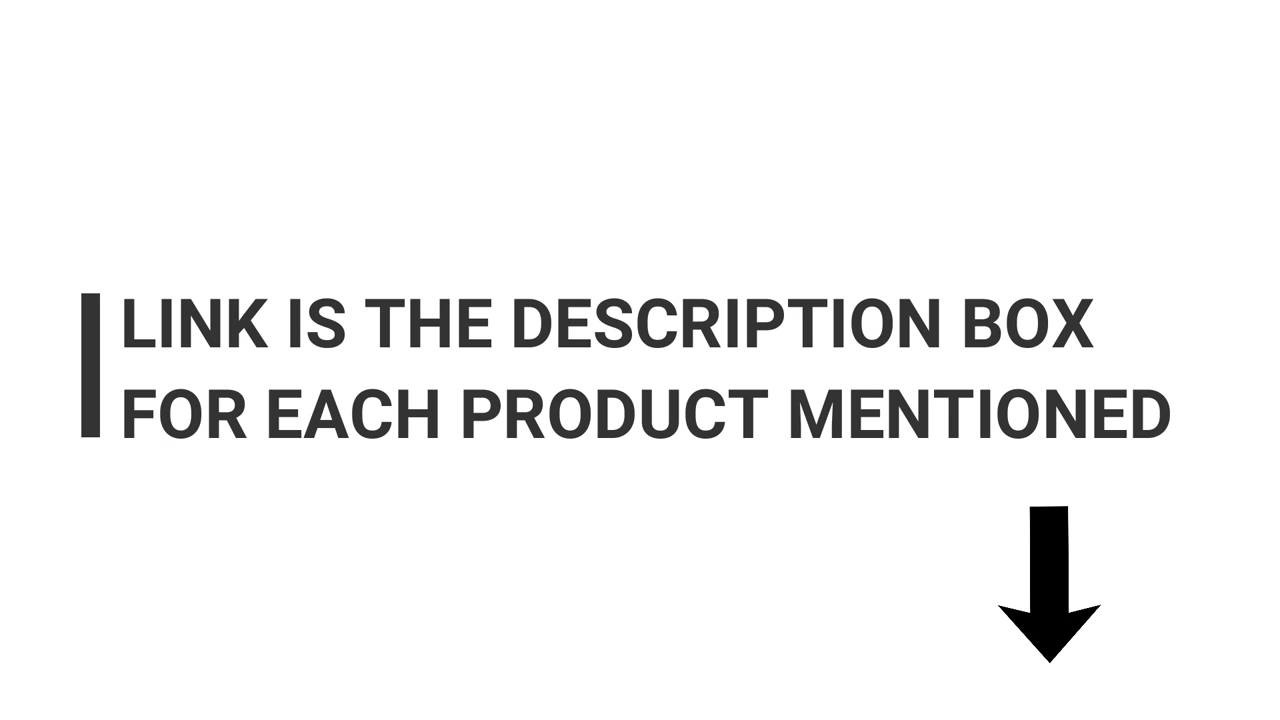 LINK IS THE DESCRIPTION BOX
FOR EACH PRODUCT MENTIONED